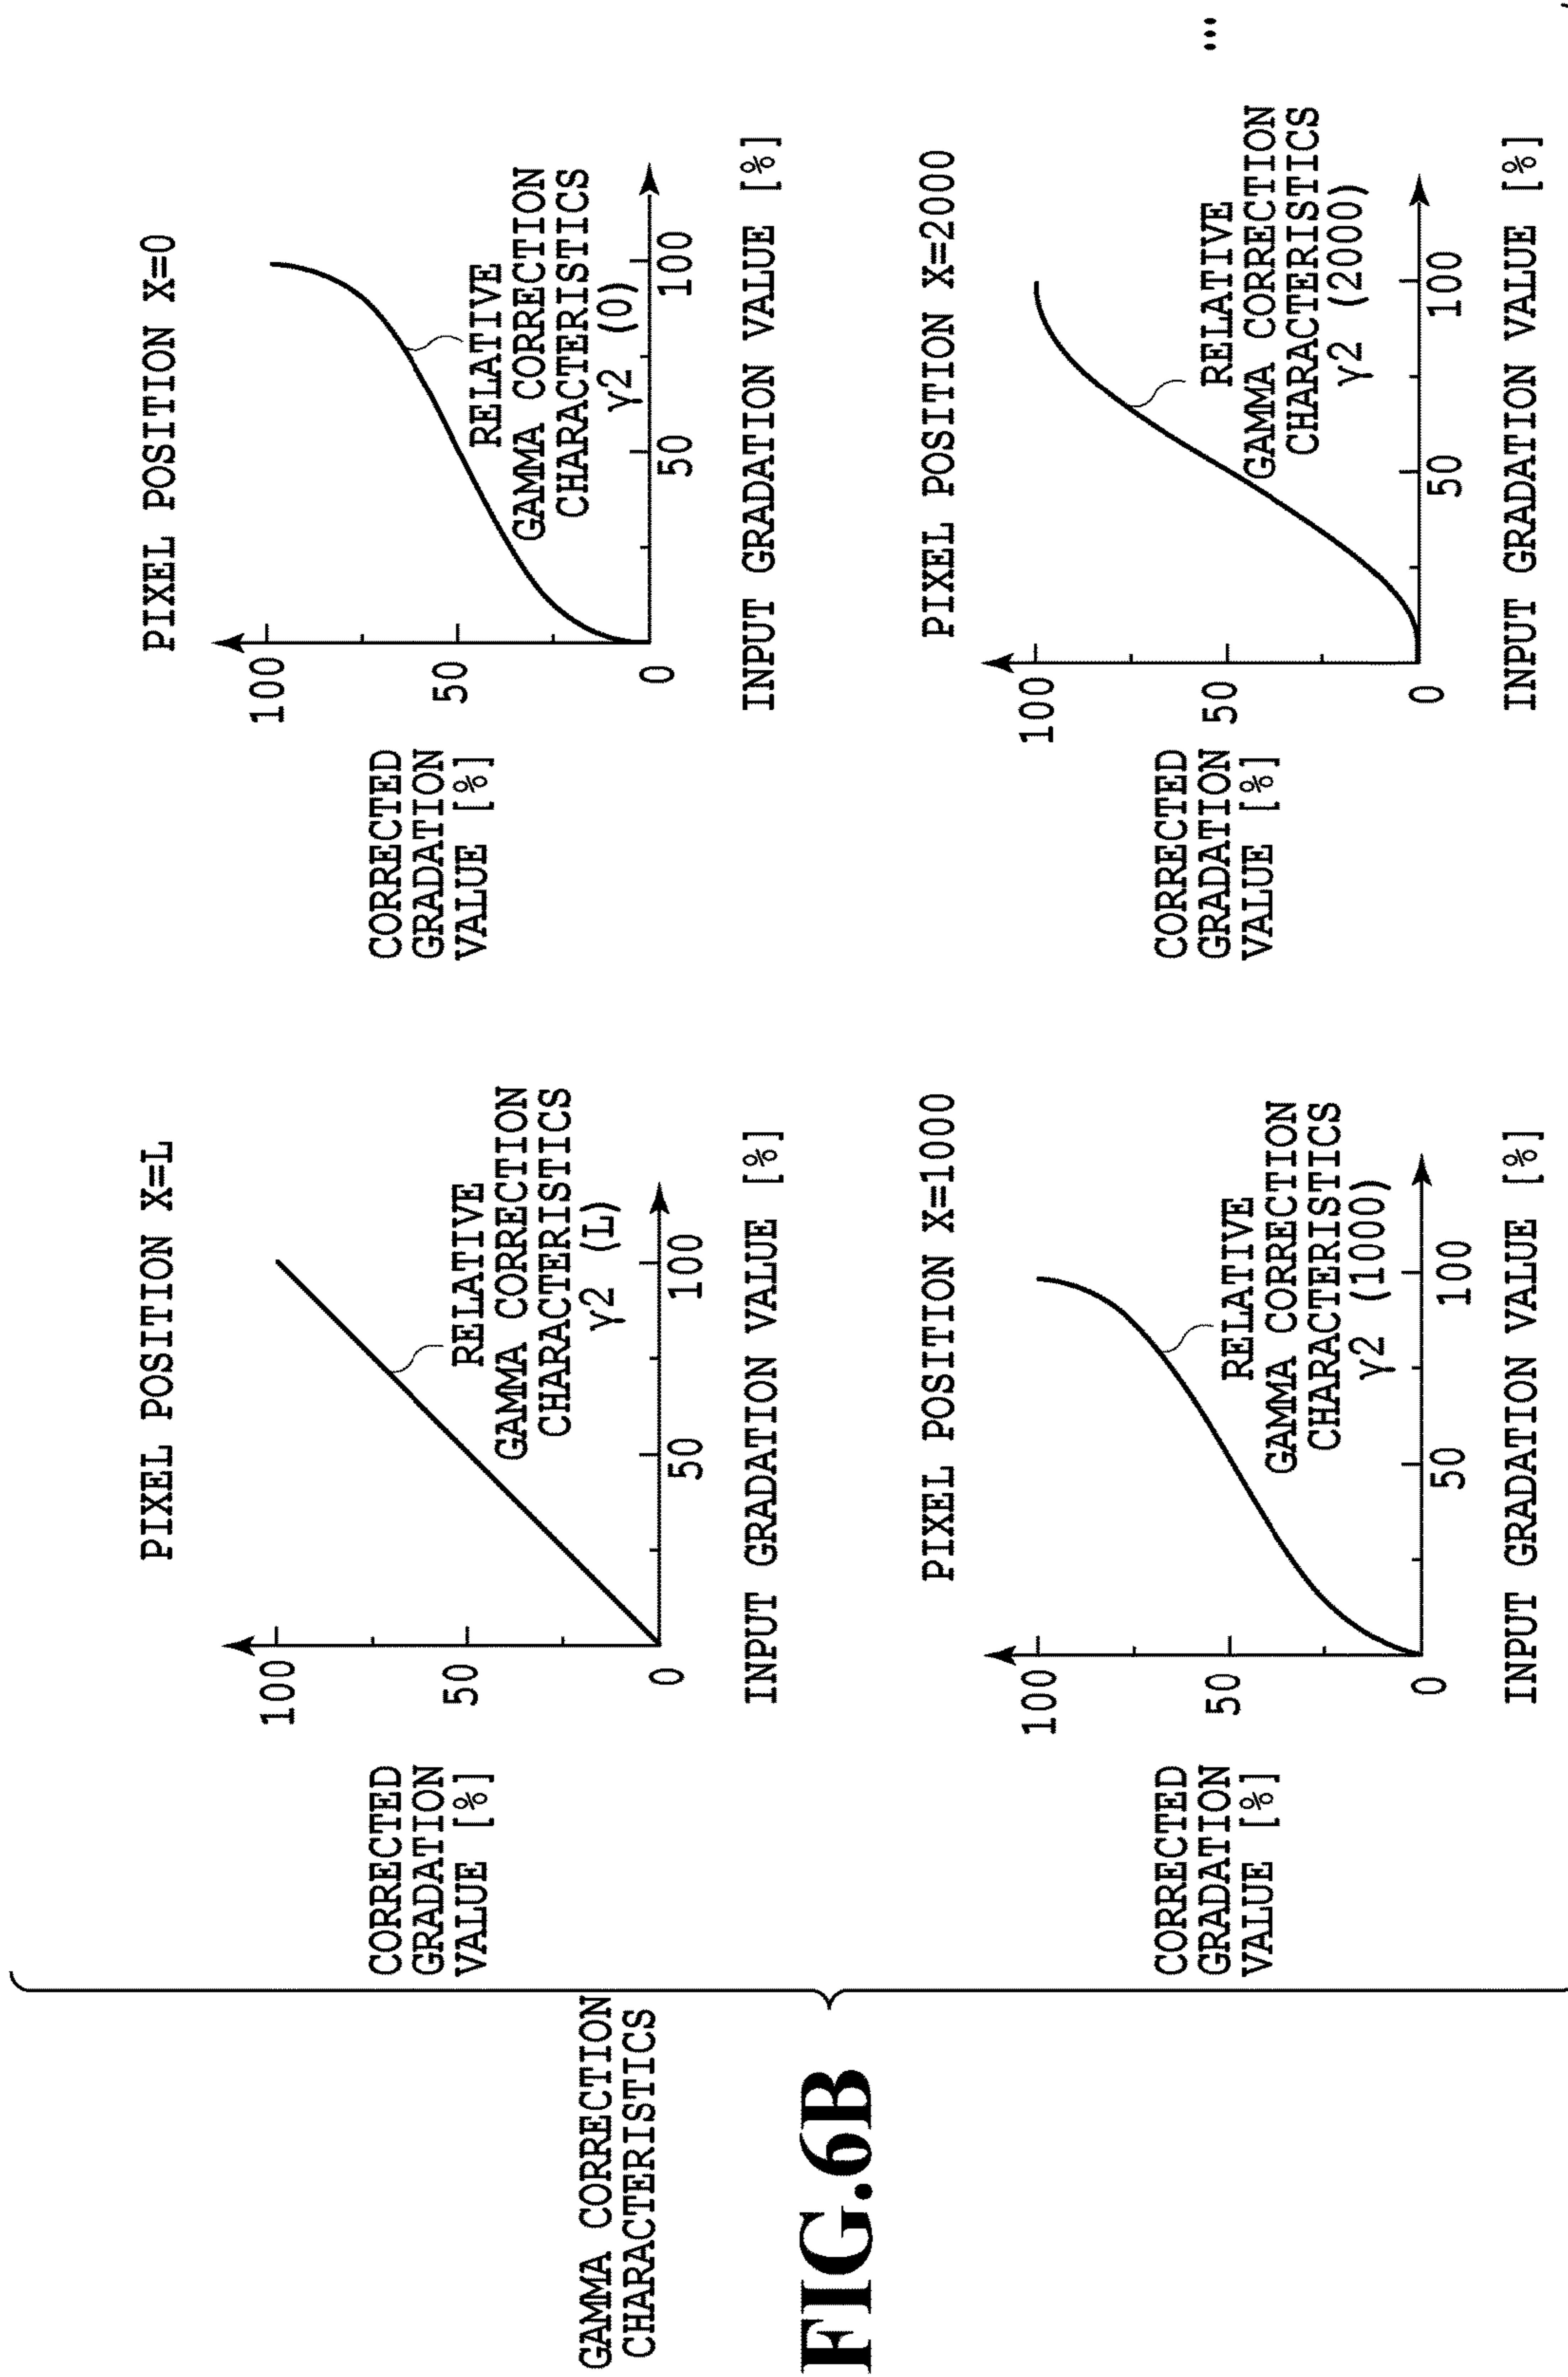 GAMMA CORRECTION
CHARACTERISTICS
FIG.6B
PIXEL POSITION X=L
CORRECTED
GRADATION
VALUE [%]
100
50
0
50
100
RELATIVE
GAMMA CORRECTION
CHARACTERISTICS
γ2 (L)
INPUT GRADATION VALUE [%]
PIXEL POSITION X=0
CORRECTED
GRADATION
VALUE [%]
100
50
0
50
100
RELATIVE
GAMMA CORRECTION
CHARACTERISTICS
γ2 (0)
INPUT GRADATION VALUE [%]
PIXEL POSITION X=1000
CORRECTED
GRADATION
VALUE [%]
100
50
0
50
100
RELATIVE
GAMMA CORRECTION
CHARACTERISTICS
γ2 (1000)
INPUT GRADATION VALUE [%]
PIXEL POSITION X=2000
CORRECTED
GRADATION
VALUE [%]
100
50
0
50
100
RELATIVE
GAMMA CORRECTION
CHARACTERISTICS
γ2 (2000)
INPUT GRADATION VALUE [%]
...